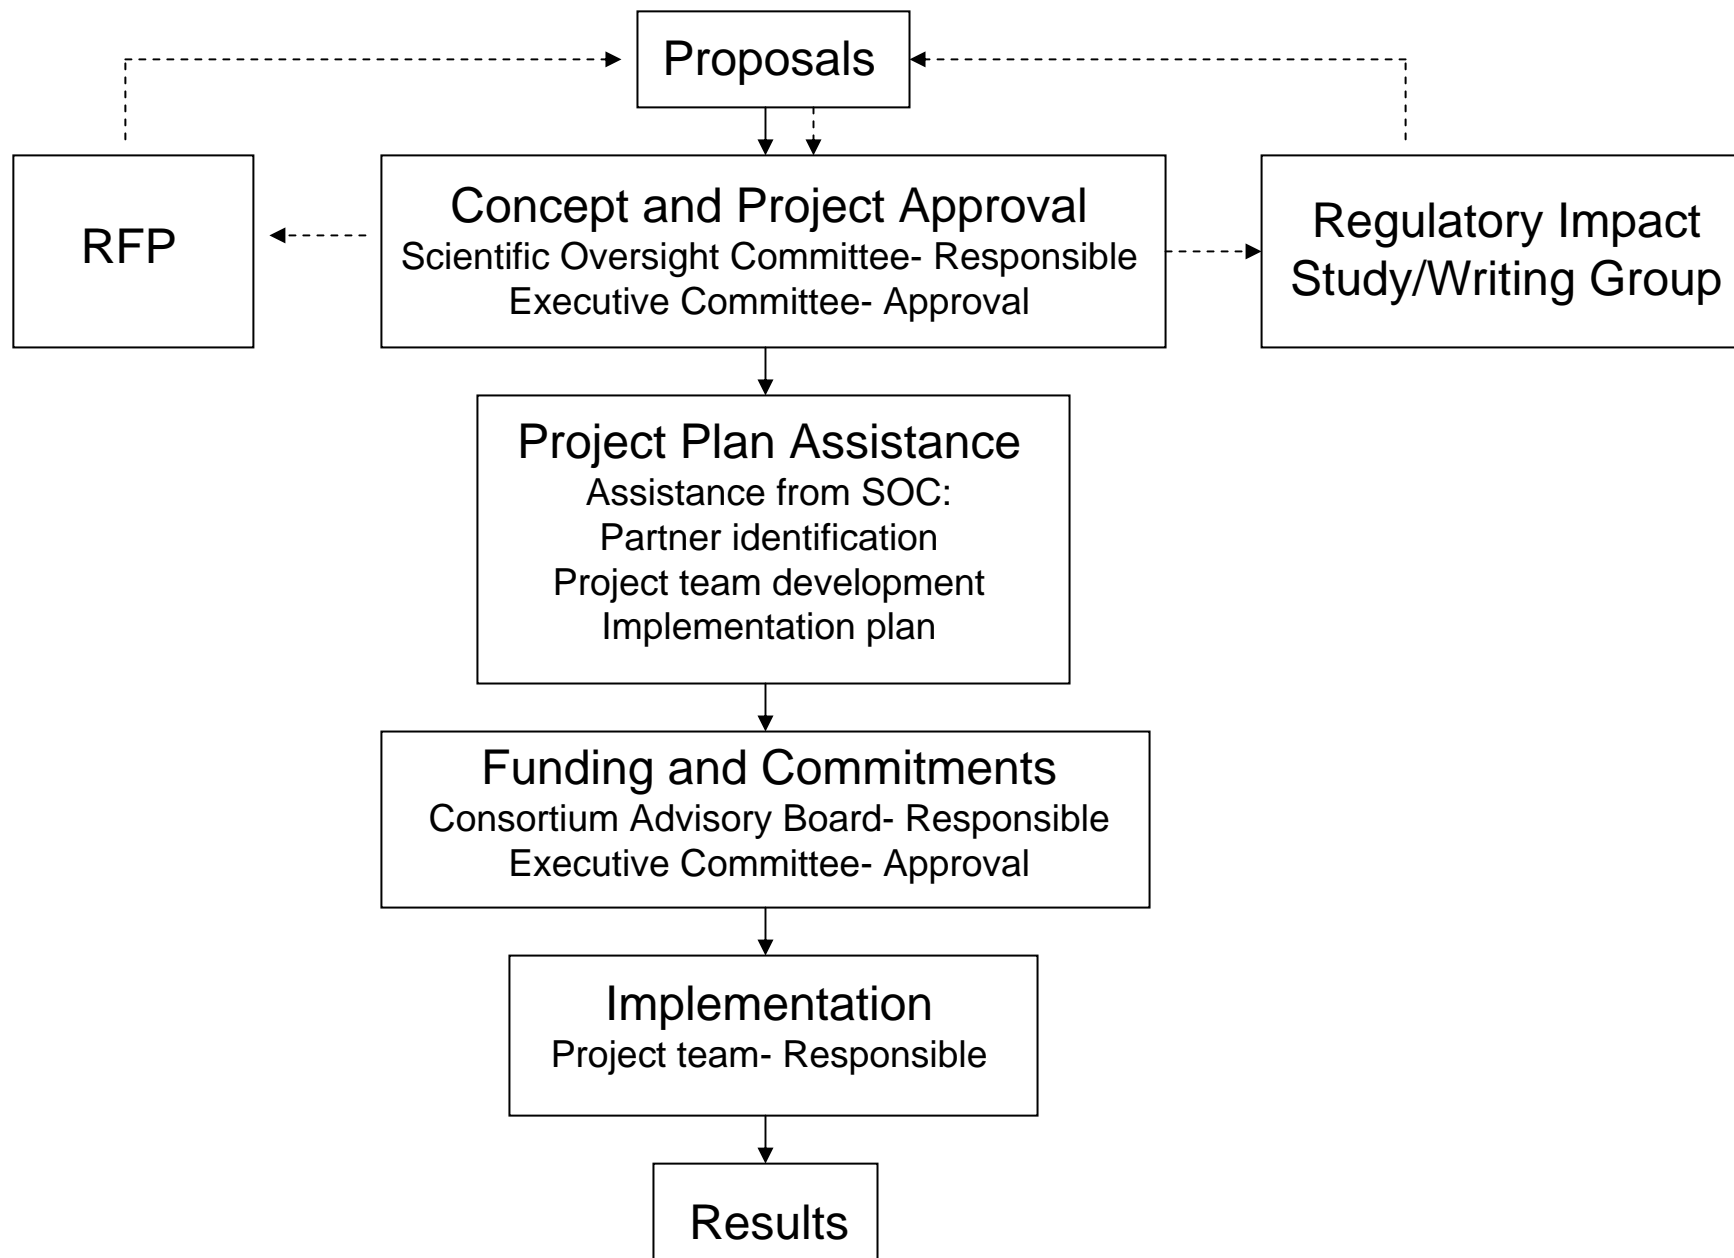 Proposals
RFP
Concept and Project Approval
Scientific Oversight Committee- Responsible
Executive Committee- Approval
Regulatory Impact
Study/Writing Group
Project Plan Assistance
Assistance from SOC:
Partner identification
Project team development
Implementation plan
Funding and Commitments
Consortium Advisory Board- Responsible
Executive Committee- Approval
Implementation
Project team- Responsible
Results